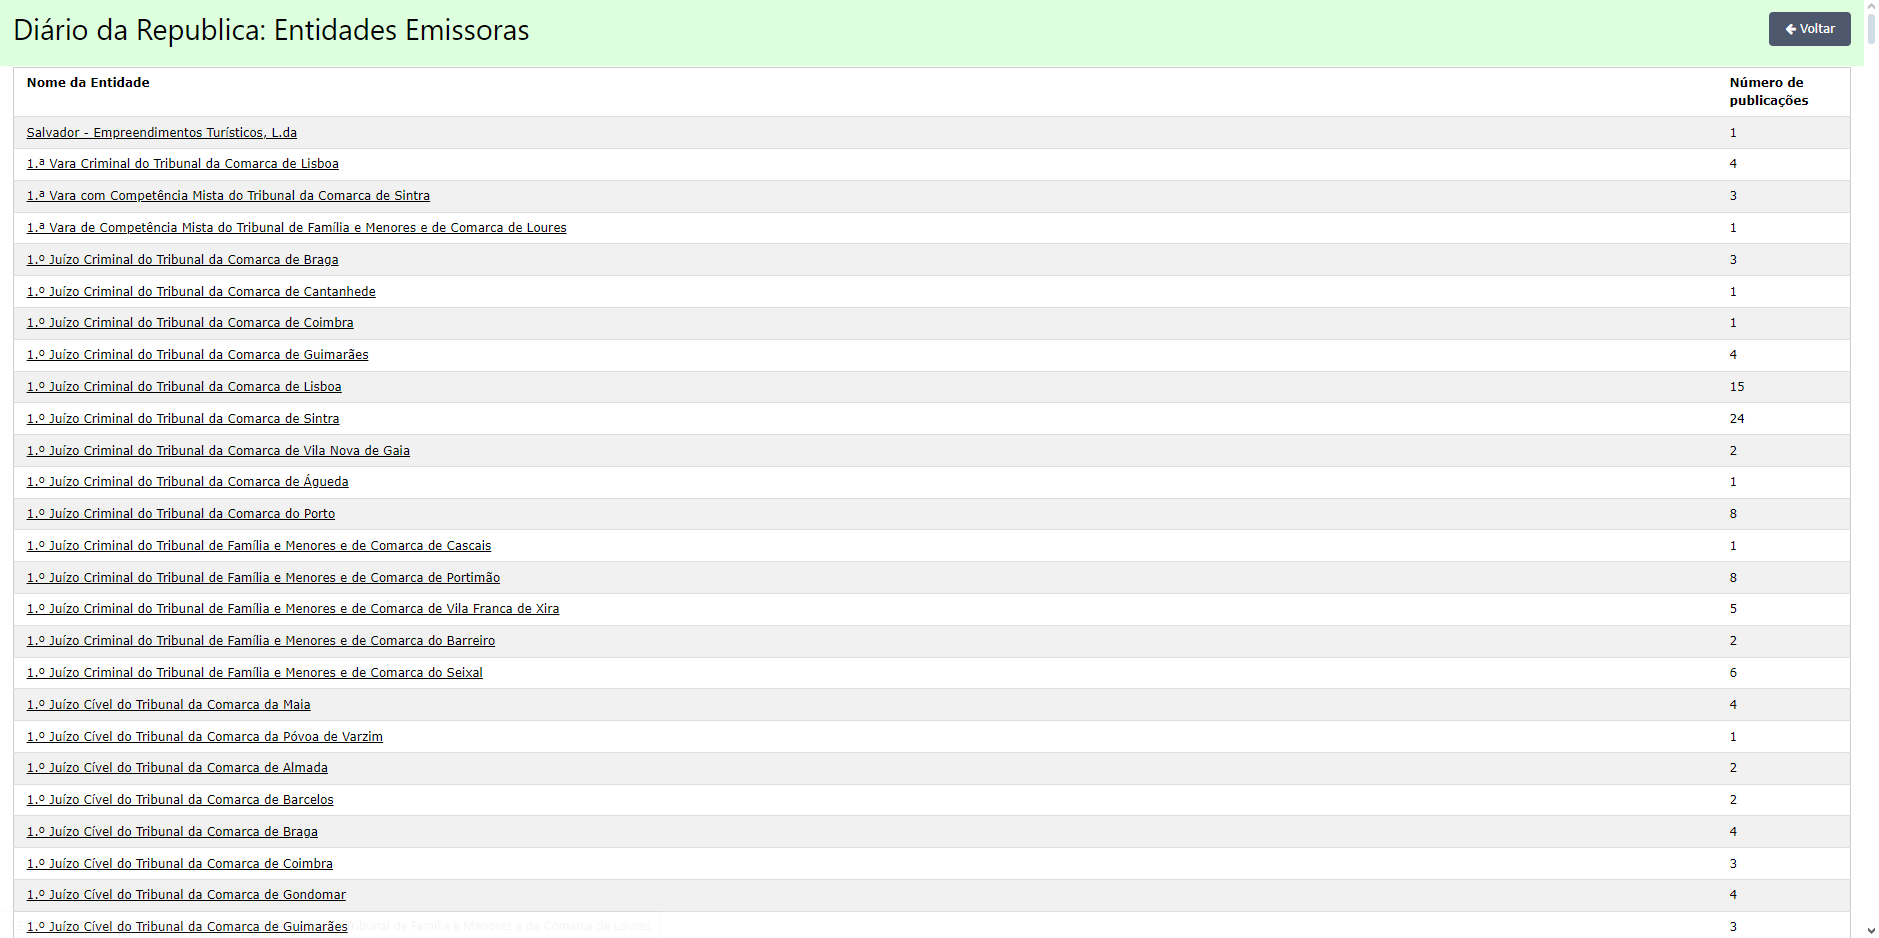 Diário da Republica: Entidades Emissoras
Voltar
Nome da Entidade Número de publicações
Salvador - Empreendimentos Turísticos, L.da 1
1.ª Vara Criminal do Tribunal da Comarca de Lisboa 4
1.ª Vara com Competência Mista do Tribunal da Comarca de Sintra 3
1.ª Vara de Competência Mista do Tribunal de Família e Menores e de Comarca de Loures 1
1.º Juízo Criminal do Tribunal da Comarca de Braga 3
1.º Juízo Criminal do Tribunal da Comarca de Cantanhede 1
1.º Juízo Criminal do Tribunal da Comarca de Coimbra 1
1.º Juízo Criminal do Tribunal da Comarca de Guimarães 4
1.º Juízo Criminal do Tribunal da Comarca de Lisboa 15
1.º Juízo Criminal do Tribunal da Comarca de Sintra 24
1.º Juízo Criminal do Tribunal da Comarca de Vila Nova de Gaia 2
1.º Juízo Criminal do Tribunal da Comarca de Águeda 1
1.º Juízo Criminal do Tribunal da Comarca do Porto 8
1.º Juízo Criminal do Tribunal de Família e Menores e de Comarca de Cascais 1
1.º Juízo Criminal do Tribunal de Família e Menores e de Comarca de Portimão 8
1.º Juízo Criminal do Tribunal de Família e Menores e de Comarca de Vila Franca de Xira 5
1.º Juízo Criminal do Tribunal de Família e Menores e de Comarca do Barreiro 2
1.º Juízo Criminal do Tribunal de Família e Menores e de Comarca do Seixal 6
1.º Juízo Cível do Tribunal da Comarca da Maia 4
1.º Juízo Cível do Tribunal da Comarca da Póvoa de Varzim 1
1.º Juízo Cível do Tribunal da Comarca de Almada 2
1.º Juízo Cível do Tribunal da Comarca de Barcelos 2
1.º Juízo Cível do Tribunal da Comarca de Braga 4
1.º Juízo Cível do Tribunal da Comarca de Coimbra 3
1.º Juízo Cível do Tribunal da Comarca de Gondomar 4
1.º Juízo Cível do Tribunal da Comarca de Guimarães 3